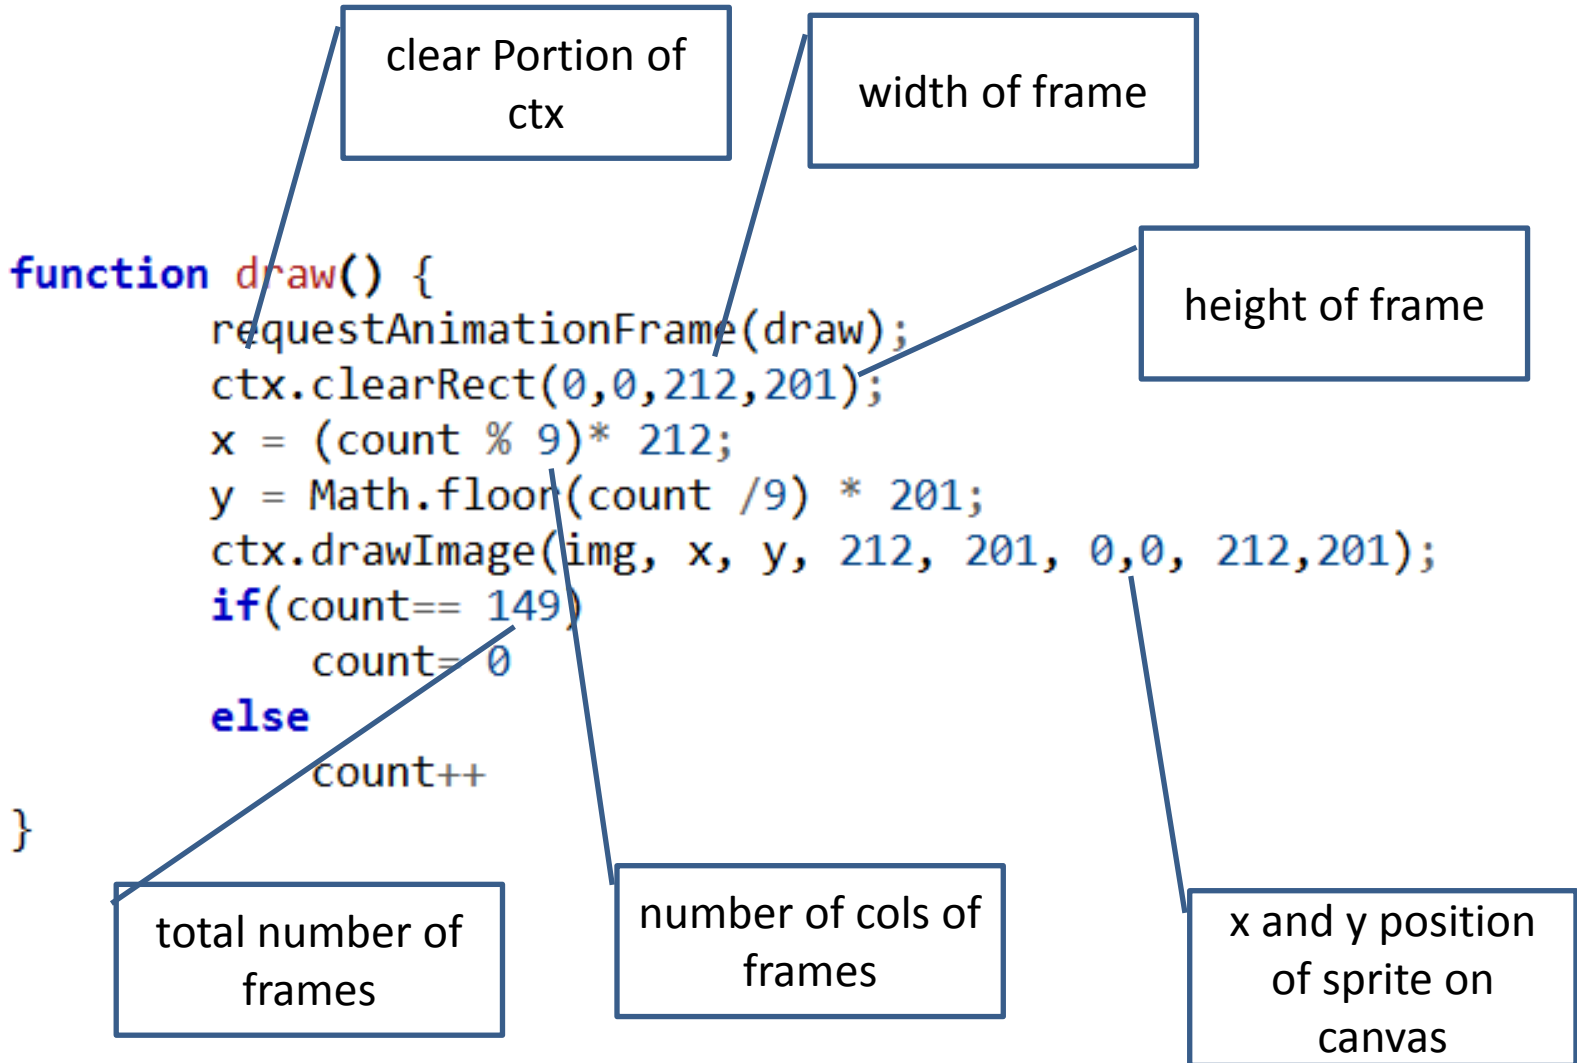 clear Portion of
ctx
width of frame
height of frame
function draw() {
requestAnimationFrame(draw);
ctx.clearRect(0,0,212,201);
x = (count % 9)* 212;
y = Math.floor(count /9) * 201;
ctx.drawImage(img, x, y, 212, 201, 0,0, 212,201);
if(count== 149)
count= 0
else
count++
}
total number of
frames
number of cols of
frames
x and y position
of sprite on
canvas